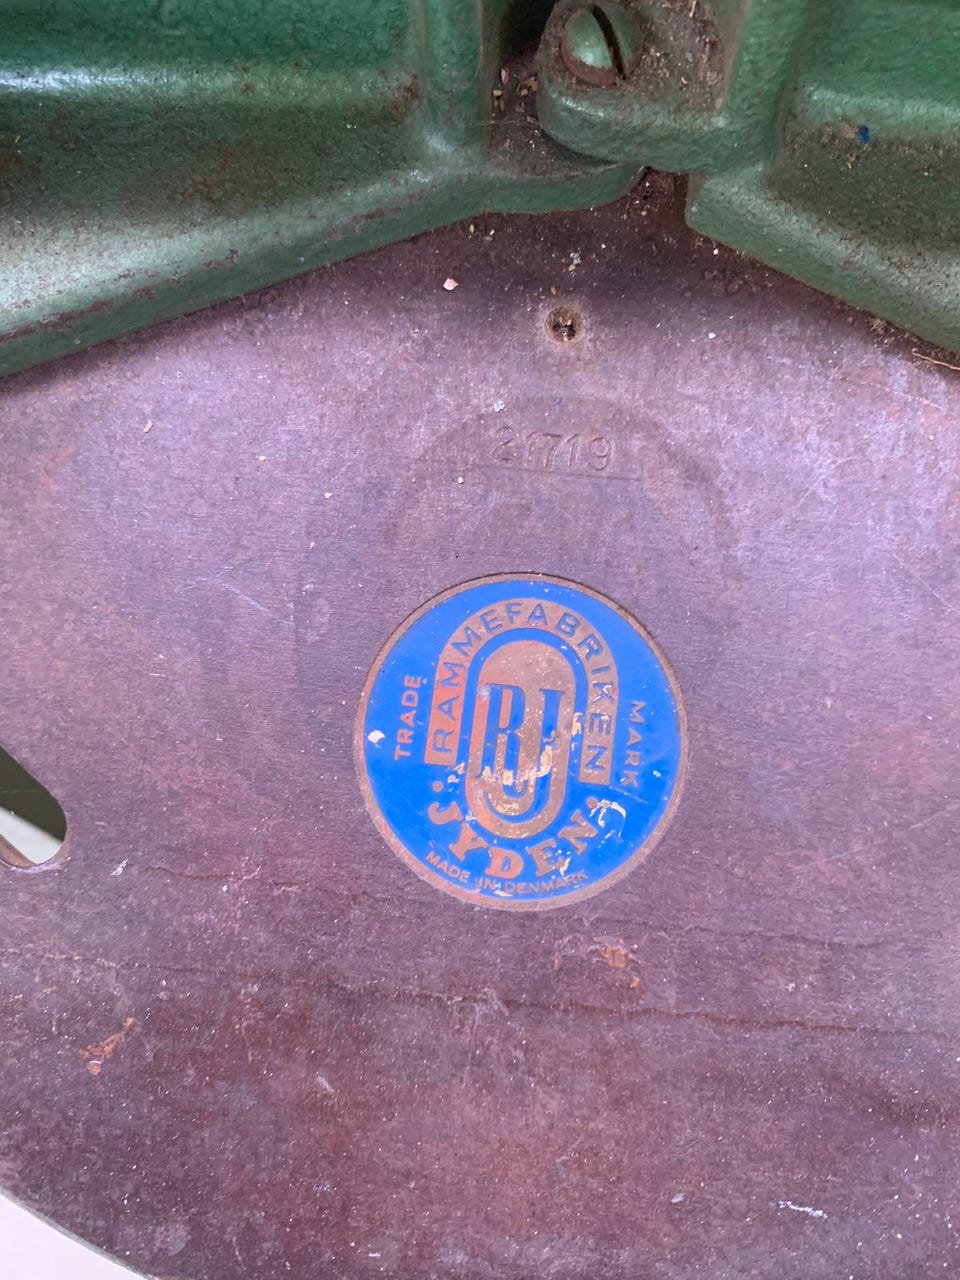 21719
TRADE MARK
RAMMEFABRIKEN
RJ
"JYDEN"
MADE IN DENMARK